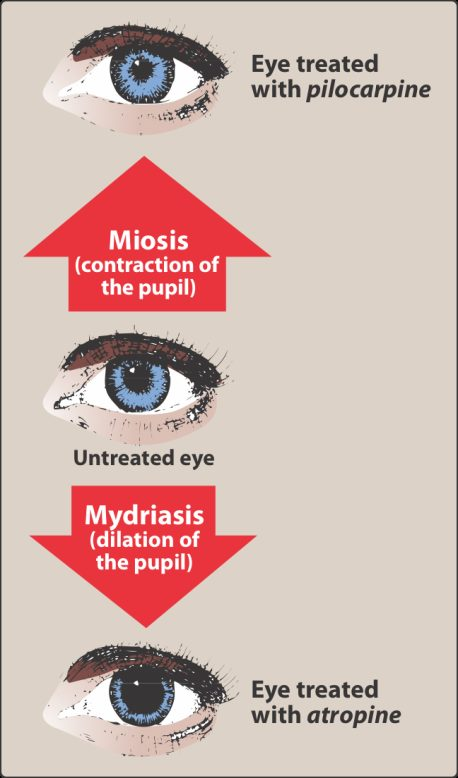 Eye treated
with pilocarpine
Miosis
(contraction of
the pupil)
Untreated eye
Mydriasis
(dilation of
the pupil)
Eye treated
with atropine